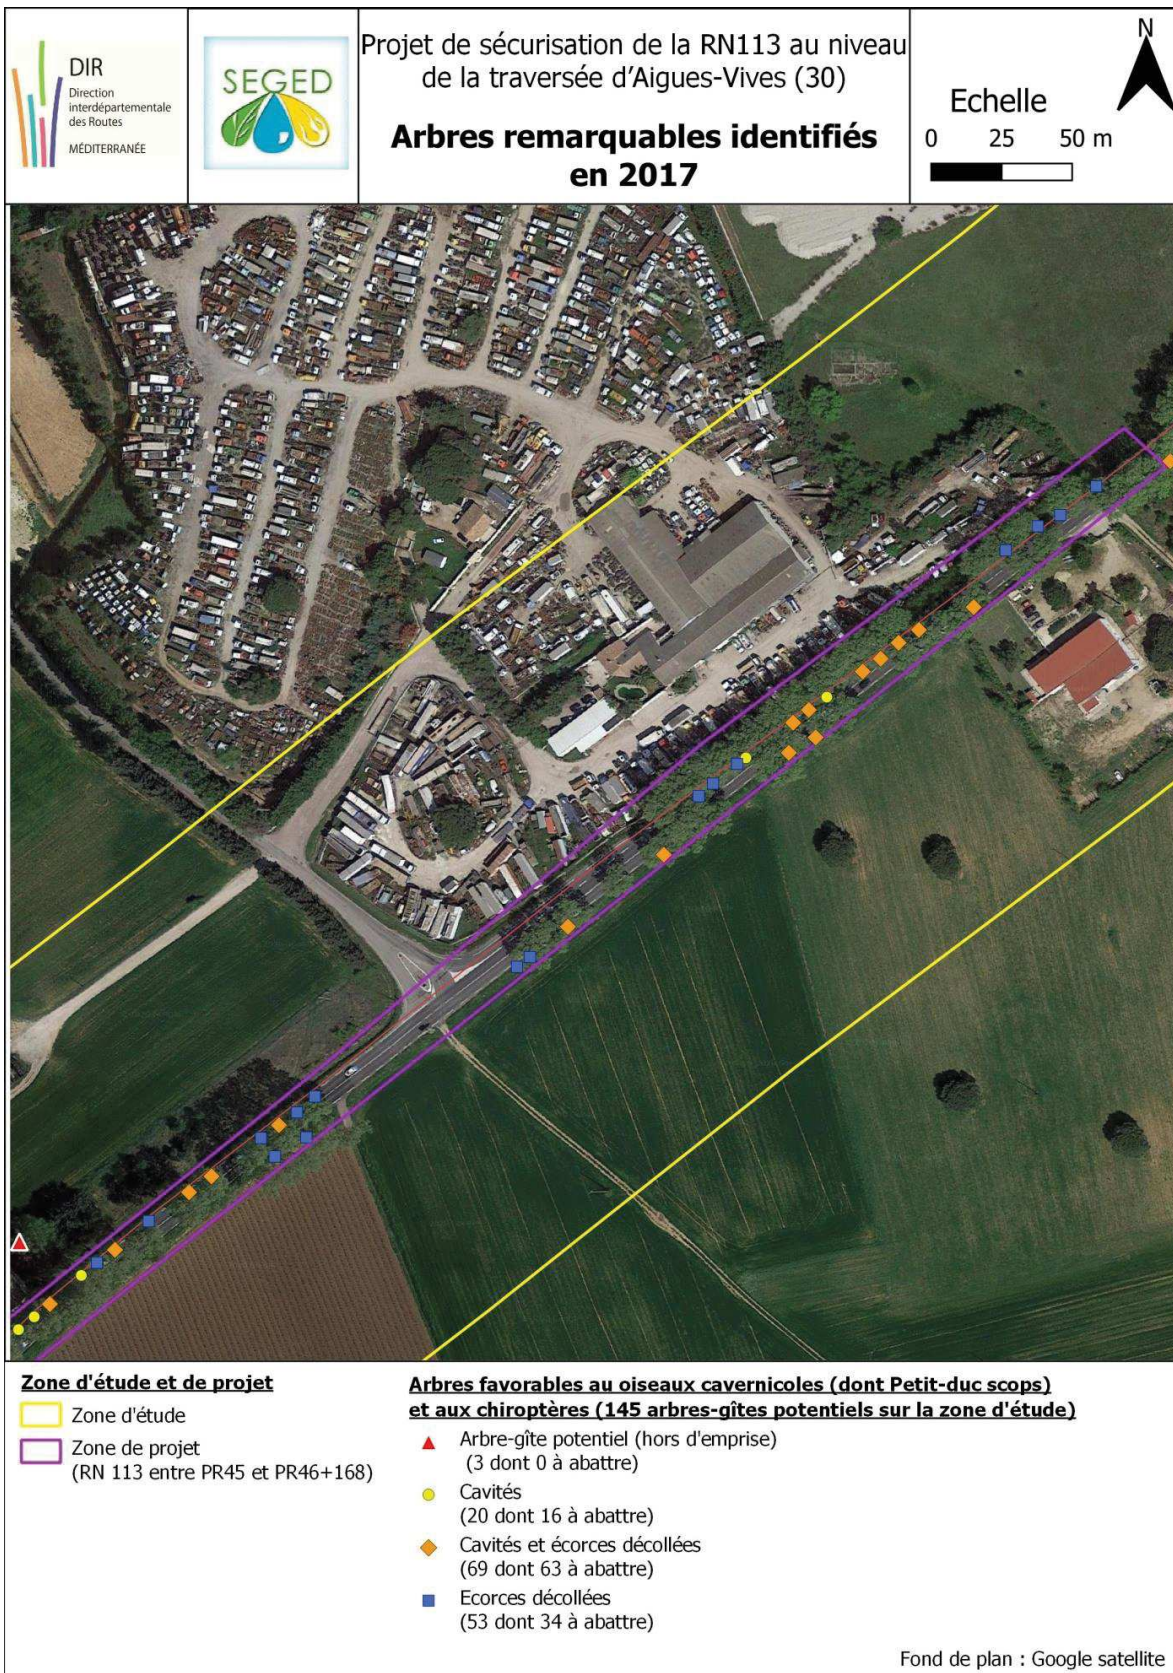 DIR
Direction
interdépartementale
des Routes
MÉDITERRANÉE
SEGED
Projet de sécurisation de la RN113 au niveau
de la traversée d'Aigues-Vives (30)
Arbres remarquables identifiés
en 2017
N
Echelle
0 25 50 m
Zone d'étude et de projet
Zone d'étude
Zone de projet
(RN 113 entre PR45 et PR46+168)
Arbres favorables au oiseaux cavernicoles (dont Petit-duc scops)
et aux chiroptères (145 arbres-gîtes potentiels sur la zone d'étude)
Arbre-gîte potentiel (hors d'emprise)
(3 dont 0 à abattre)
Cavités
(20 dont 16 à abattre)
Cavités et écorces décollées
(69 dont 63 à abattre)
Ecorces décollées
(53 dont 34 à abattre)
Fond de plan : Google satellite